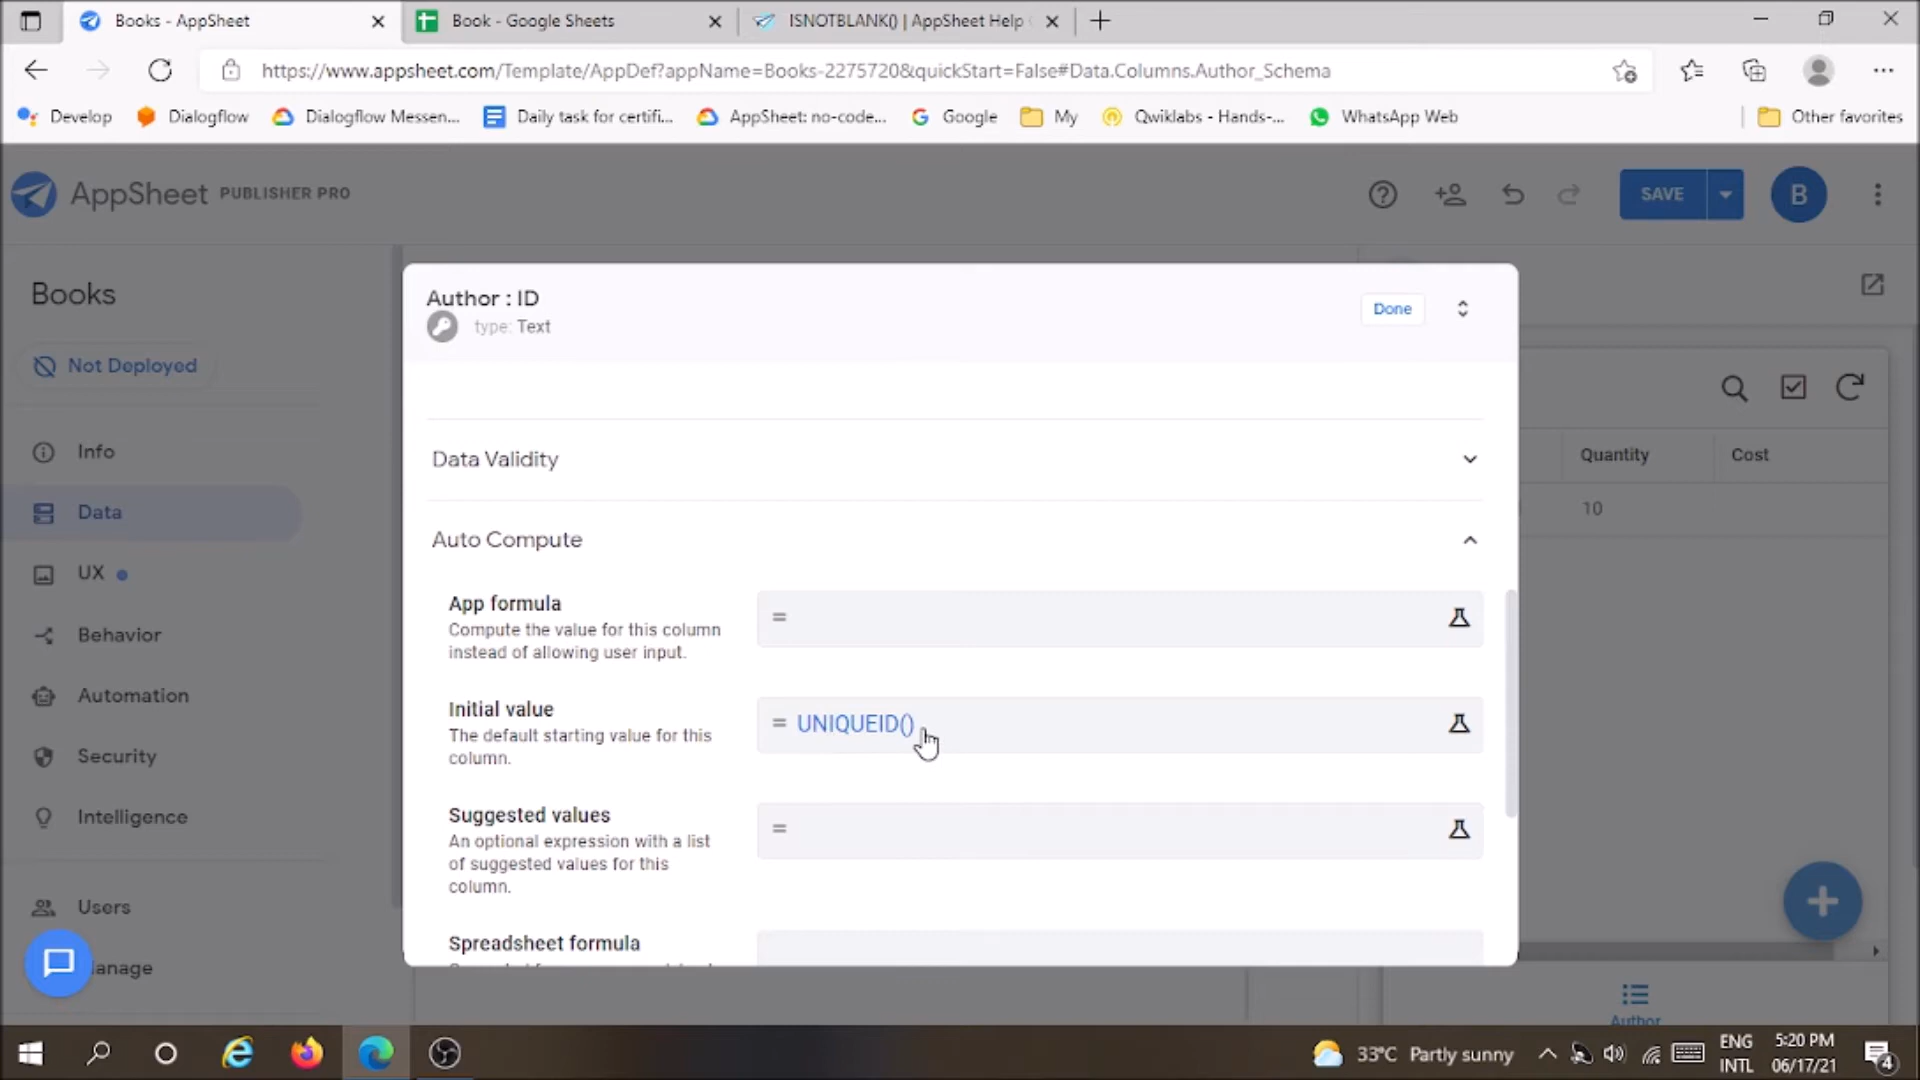 Books - AppSheet
Book - Google Sheets
ISNOTBLANK() | AppSheet Help
https://www.appsheet.com/Template/AppDef?appName=Books-2275720&quickStart=False#Data.Columns.Author_Schema
Develop
Dialogflow
Dialogflow Messen...
Daily task for certifi...
AppSheet: no-code...
Google
My
Qwiklabs - Hands-...
WhatsApp Web
Other favorites
AppSheet PUBLISHER PRO
SAVE
B
Books
Not Deployed
Info
Data
UX
Behavior
Automation
Security
Intelligence
Users
anage
Author : ID
type: Text
Done
Data Validity
Auto Compute
App formula
Compute the value for this column
instead of allowing user input.
=
Initial value
The default starting value for this
column.
= UNIQUEID()
Suggested values
An optional expression with a list
of suggested values for this
column.
=
Spreadsheet formula
Quantity
Cost
10
Author
33°C Partly sunny
ENG
INTL
5:20 PM
06/17/21
4